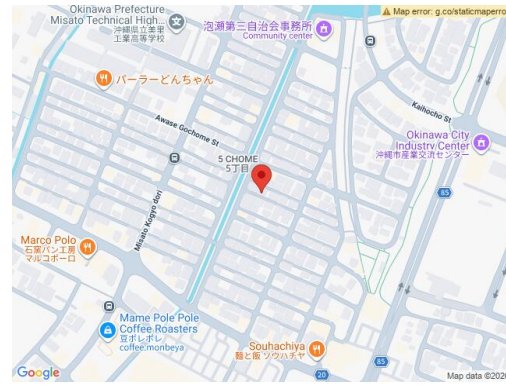 Okinawa Prefecture
Misato Technical High...
沖縄県立美里
工業高等学校
泡瀬第三自治会事務所
Community center
Map error: g.co/staticmaperro
パーラーどんちゃん
Kaihocho St
Awase Gochome St
Okinawa City
Industry Center
沖縄市産業交流センター
5 CHOME
5丁目
85
Misato Kogyo dori
Marco Polo
石窯パン工房
マルコポーロ
Mame Pole Pole
Coffee Roasters
豆ポレポレ
coffee.monbeya
Souhachiya
麺と飯 ソウハチヤ
85
20
Google
Map data ©2026